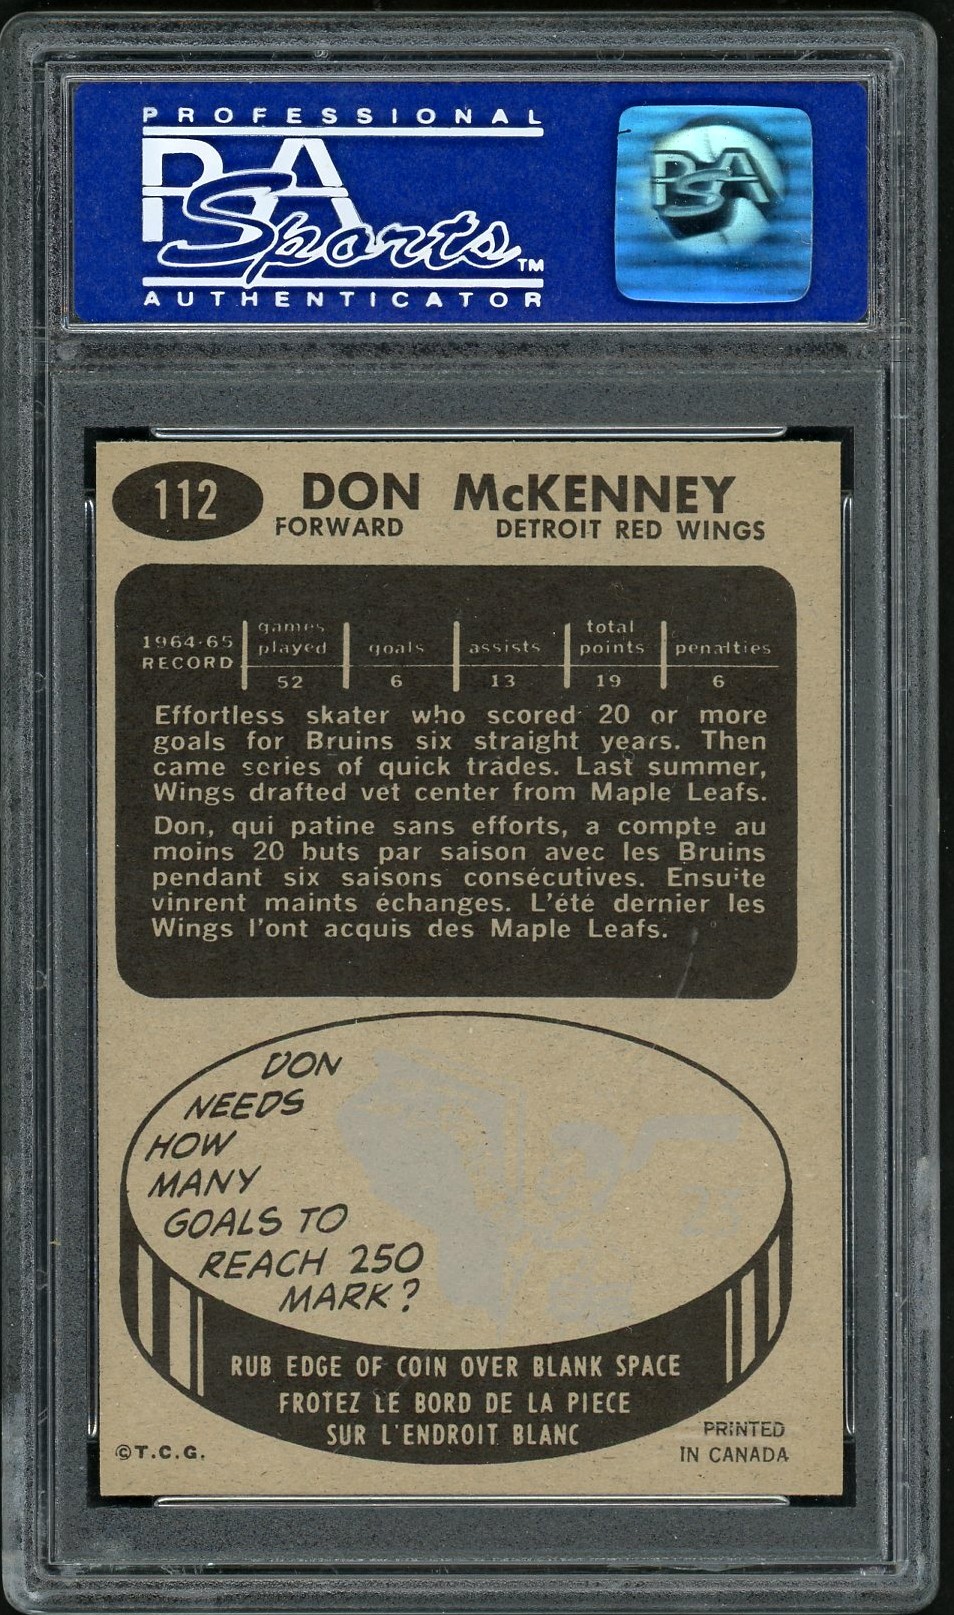 PROFESSIONAL
PSA
Sports™
AUTHENTICATOR
PSA
112
DON McKENNEY
FORWARD DETROIT RED WINGS
1964-65 RECORD
games played goals assists total points penalties
52 6 13 19 6
Effortless skater who scored 20 or more
goals for Bruins six straight years. Then
came series of quick trades. Last summer,
Wings drafted vet center from Maple Leafs.
Don, qui patine sans efforts, a compte au
moins 20 buts par saison avec les Bruins
pendant six saisons consécutives. Ensuite
vinrent maints échanges. L'été dernier les
Wings l'ont acquis des Maple Leafs.
DON
NEEDS
HOW
MANY
GOALS TO
REACH 250
MARK?
RUB EDGE OF COIN OVER BLANK SPACE
FROTEZ LE BORD DE LA PIECE
SUR L'ENDROIT BLANC
©T.C.G.
PRINTED
IN CANADA